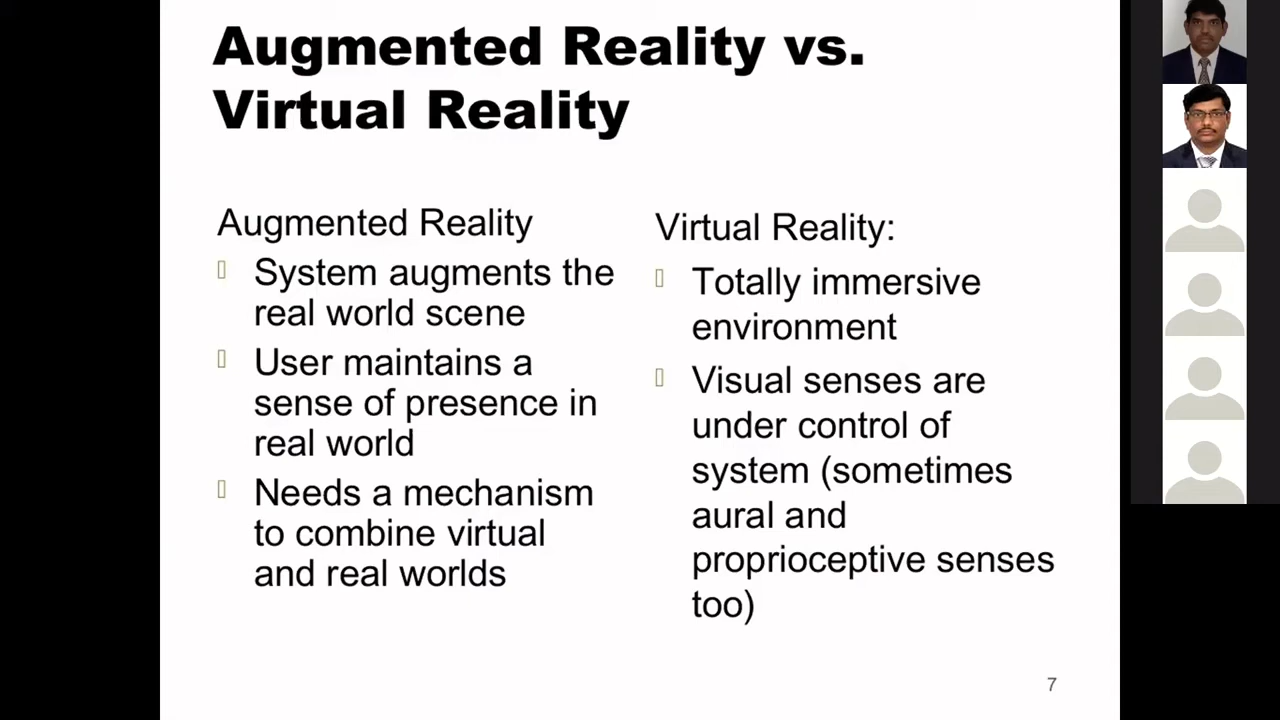 Augmented Reality vs.
Virtual Reality
Augmented Reality
System augments the
real world scene
User maintains a
sense of presence in
real world
Needs a mechanism
to combine virtual
and real worlds
Virtual Reality:
Totally immersive
environment
Visual senses are
under control of
system (sometimes
aural and
proprioceptive senses
too)
7